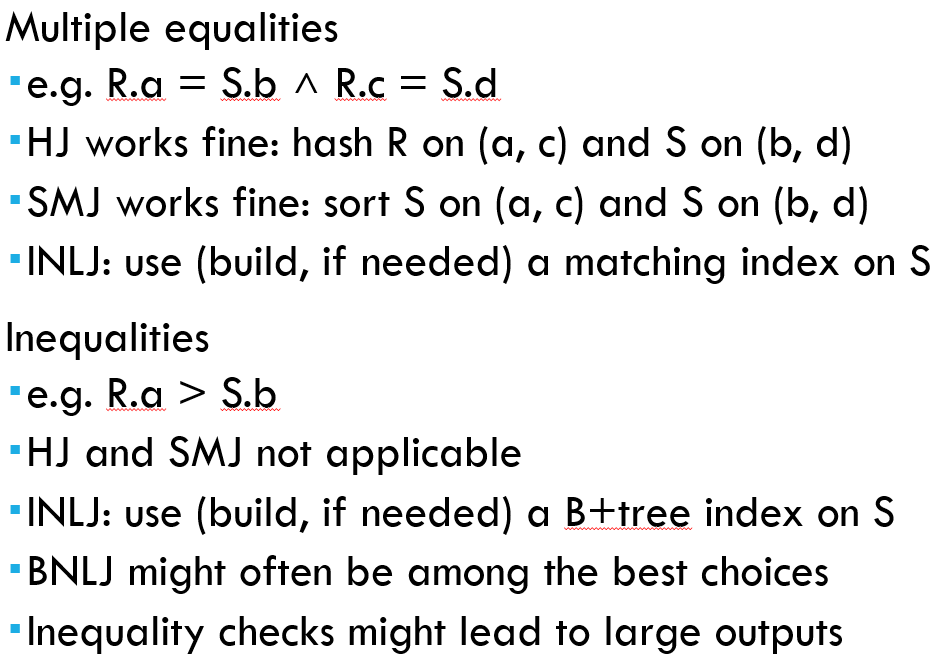 Multiple equalities
▪e.g. R.a = S.b ∧ R.c = S.d
▪HJ works fine: hash R on (a, c) and S on (b, d)
▪SMJ works fine: sort S on (a, c) and S on (b, d)
▪INLJ: use (build, if needed) a matching index on S
Inequalities
▪e.g. R.a > S.b
▪HJ and SMJ not applicable
▪INLJ: use (build, if needed) a B+tree index on S
▪BNLJ might often be among the best choices
▪Inequality checks might lead to large outputs